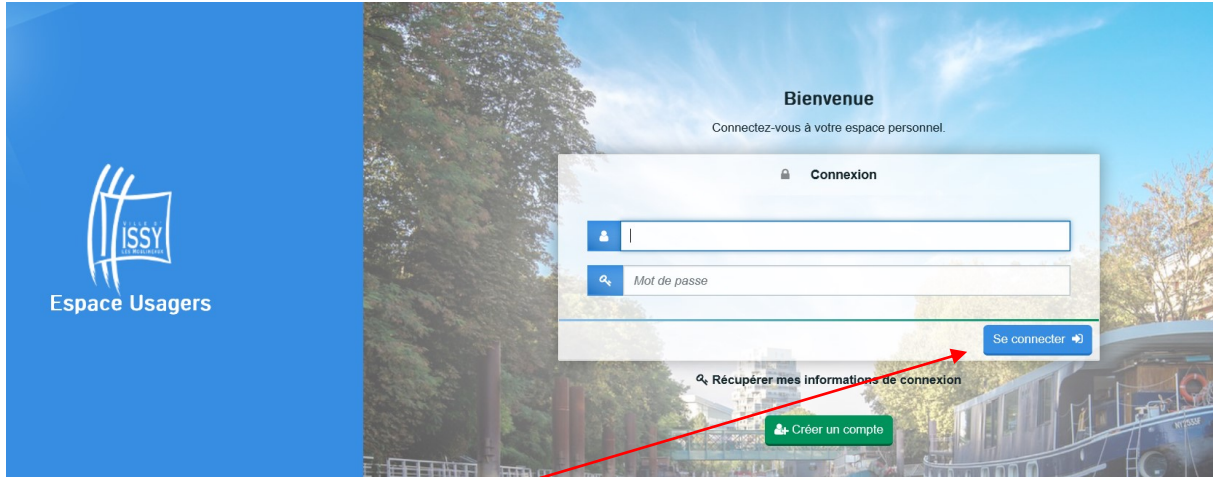 VILLE D'
ISSY
LES MOULINEAUX
Espace Usagers
Bienvenue
Connectez-vous à votre espace personnel.
Connexion
Mot de passe
Se connecter
Récupérer mes informations de connexion
Créer un compte